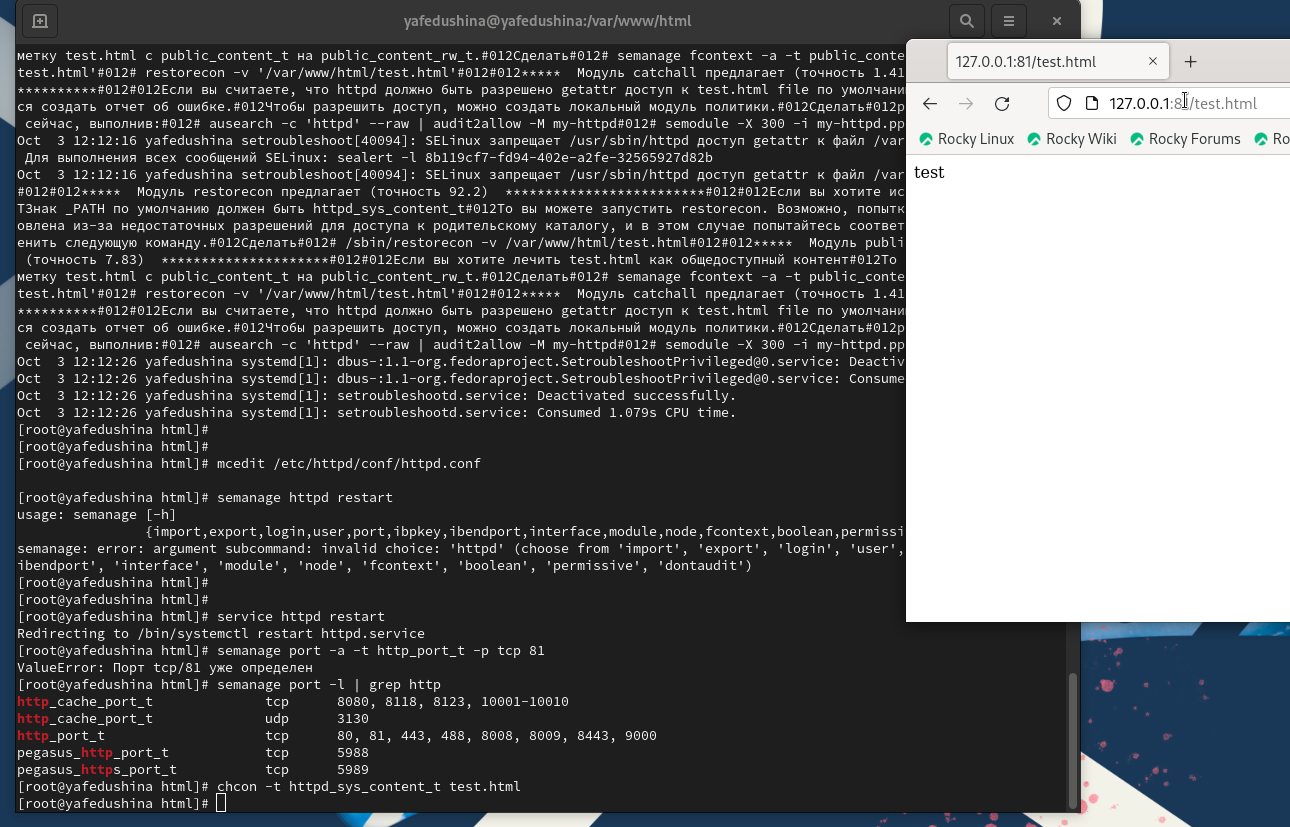 yafedushina@yafedushina:/var/www/html
метку test.html с public_content_t на public_content_rw_t.#012Сделать#012# semanage fcontext -a -t public_conte
test.html'#012# restorecon -v '/var/www/html/test.html'#012#012*****  Модуль catchall предлагает (точность 1.41
**********#012#012Если вы считаете, что httpd должно быть разрешено getattr доступ к test.html file по умолчани
ся создать отчет об ошибке.#012Чтобы разрешить доступ, можно создать локальный модуль политики.#012Сделать#012р
 сейчас, выполнив:#012# ausearch -c 'httpd' --raw | audit2allow -M my-httpd#012# semodule -X 300 -i my-httpd.pp
Oct  3 12:12:16 yafedushina setroubleshoot[40094]: SELinux запрещает /usr/sbin/httpd доступ getattr к файл /var
 Для выполнения всех сообщений SELinux: sealert -l 8b119cf7-fd94-402e-a2fe-32565927d82b
Oct  3 12:12:16 yafedushina setroubleshoot[40094]: SELinux запрещает /usr/sbin/httpd доступ getattr к файл /var
#012#012*****  Модуль restorecon предлагает (точность 92.2)  *************************#012#012Если вы хотите ис
TЗнак _PATH по умолчанию должен быть httpd_sys_content_t#012То вы можете запустить restorecon. Возможно, попытк
овлена из-за недостаточных разрешений для доступа к родительскому каталогу, и в этом случае попытайтесь соответ
енить следующую команду.#012Сделать#012# /sbin/restorecon -v /var/www/html/test.html#012#012*****  Модуль publi
 (точность 7.83)  *********************#012#012Если вы хотите лечить test.html как общедоступный контент#012То
метку test.html с public_content_t на public_content_rw_t.#012Сделать#012# semanage fcontext -a -t public_conte
test.html'#012# restorecon -v '/var/www/html/test.html'#012#012*****  Модуль catchall предлагает (точность 1.41
**********#012#012Если вы считаете, что httpd должно быть разрешено getattr доступ к test.html file по умолчани
ся создать отчет об ошибке.#012Чтобы разрешить доступ, можно создать локальный модуль политики.#012Сделать#012р
 сейчас, выполнив:#012# ausearch -c 'httpd' --raw | audit2allow -M my-httpd#012# semodule -X 300 -i my-httpd.pp
Oct  3 12:12:26 yafedushina systemd[1]: dbus-:1.1-org.fedoraproject.SetroubleshootPrivileged@0.service: Deactiv
Oct  3 12:12:26 yafedushina systemd[1]: dbus-:1.1-org.fedoraproject.SetroubleshootPrivileged@0.service: Consume
Oct  3 12:12:26 yafedushina systemd[1]: setroubleshootd.service: Deactivated successfully.
Oct  3 12:12:26 yafedushina systemd[1]: setroubleshootd.service: Consumed 1.079s CPU time.
[root@yafedushina html]#
[root@yafedushina html]#
[root@yafedushina html]# mcedit /etc/httpd/conf/httpd.conf
[root@yafedushina html]# semanage httpd restart
usage: semanage [-h]
{import,export,login,user,port,ibpkey,ibendport,interface,module,node,fcontext,boolean,permissi
semanage: error: argument subcommand: invalid choice: 'httpd' (choose from 'import', 'export', 'login', 'user',
ibendport', 'interface', 'module', 'node', 'fcontext', 'boolean', 'permissive', 'dontaudit')
[root@yafedushina html]#
[root@yafedushina html]#
[root@yafedushina html]# service httpd restart
Redirecting to /bin/systemctl restart httpd.service
[root@yafedushina html]# semanage port -a -t http_port_t -p tcp 81
ValueError: Порт tcp/81 уже определен
[root@yafedushina html]# semanage port -l | grep http
http_cache_port_t              tcp      8080, 8118, 8123, 10001-10010
http_cache_port_t              udp      3130
http_port_t                    tcp      80, 81, 443, 488, 8008, 8009, 8443, 9000
pegasus_http_port_t            tcp      5988
pegasus_https_port_t           tcp      5989
[root@yafedushina html]# chcon -t httpd_sys_content_t test.html
[root@yafedushina html]#
127.0.0.1:81/test.html
127.0.0.1:81/test.html
Rocky Linux Rocky Wiki Rocky Forums Ro
test